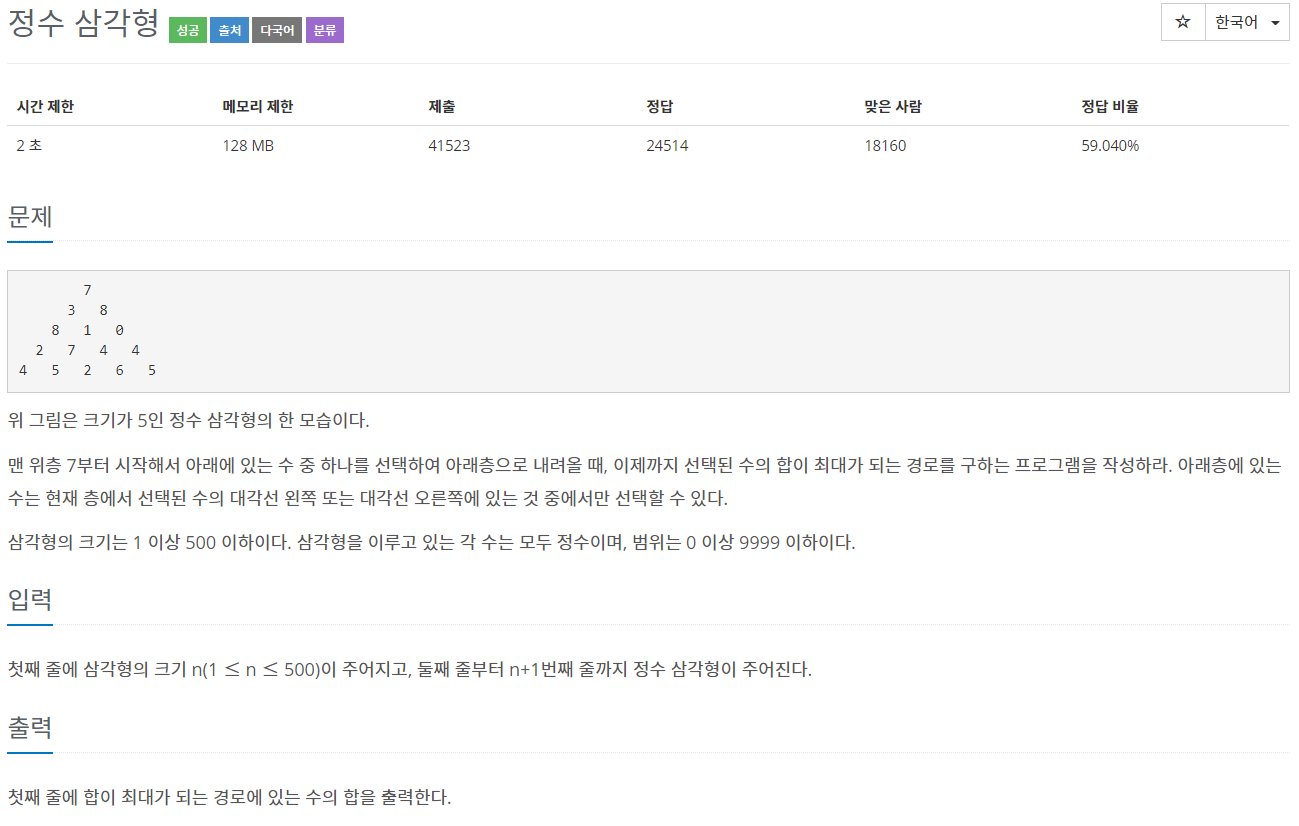 정수 삼각형 성공 출처 다국어 분류 ☆ 한국어
시간 제한 메모리 제한 제출 정답 맞은 사람 정답 비율
2 초 128 MB 41523 24514 18160 59.040%
문제
7
3 8
8 1 0
2 7 4 4
4 5 2 6 5
위 그림은 크기가 5인 정수 삼각형의 한 모습이다.
맨 위층 7부터 시작해서 아래에 있는 수 중 하나를 선택하여 아래층으로 내려올 때, 이제까지 선택된 수의 합이 최대가 되는 경로를 구하는 프로그램을 작성하라. 아래층에 있는
수는 현재 층에서 선택된 수의 대각선 왼쪽 또는 대각선 오른쪽에 있는 것 중에서만 선택할 수 있다.
삼각형의 크기는 1 이상 500 이하이다. 삼각형을 이루고 있는 각 수는 모두 정수이며, 범위는 0 이상 9999 이하이다.
입력
첫째 줄에 삼각형의 크기 n(1 ≤ n ≤ 500)이 주어지고, 둘째 줄부터 n+1번째 줄까지 정수 삼각형이 주어진다.
출력
첫째 줄에 합이 최대가 되는 경로에 있는 수의 합을 출력한다.